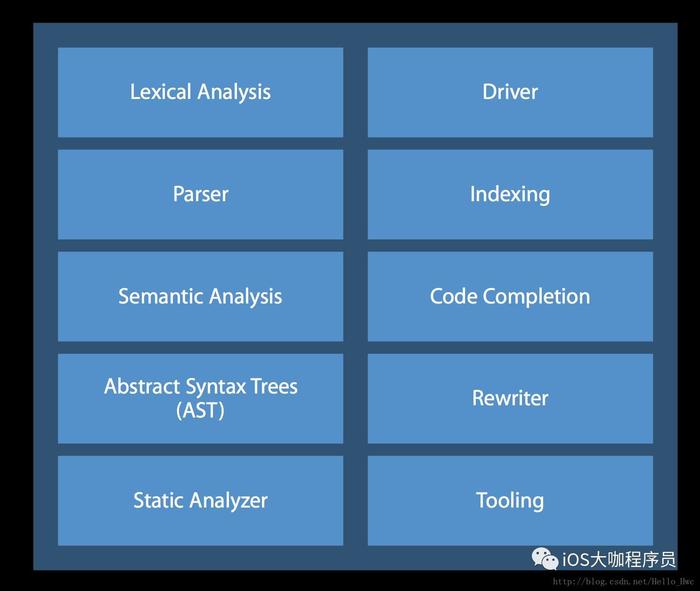 Lexical Analysis
Driver
Parser
Indexing
Semantic Analysis
Code Completion
Abstract Syntax Trees
(AST)
Rewriter
Static Analyzer
Tooling
iOS大咖程序员
http://blog.csdn.net/Hello_Hwc